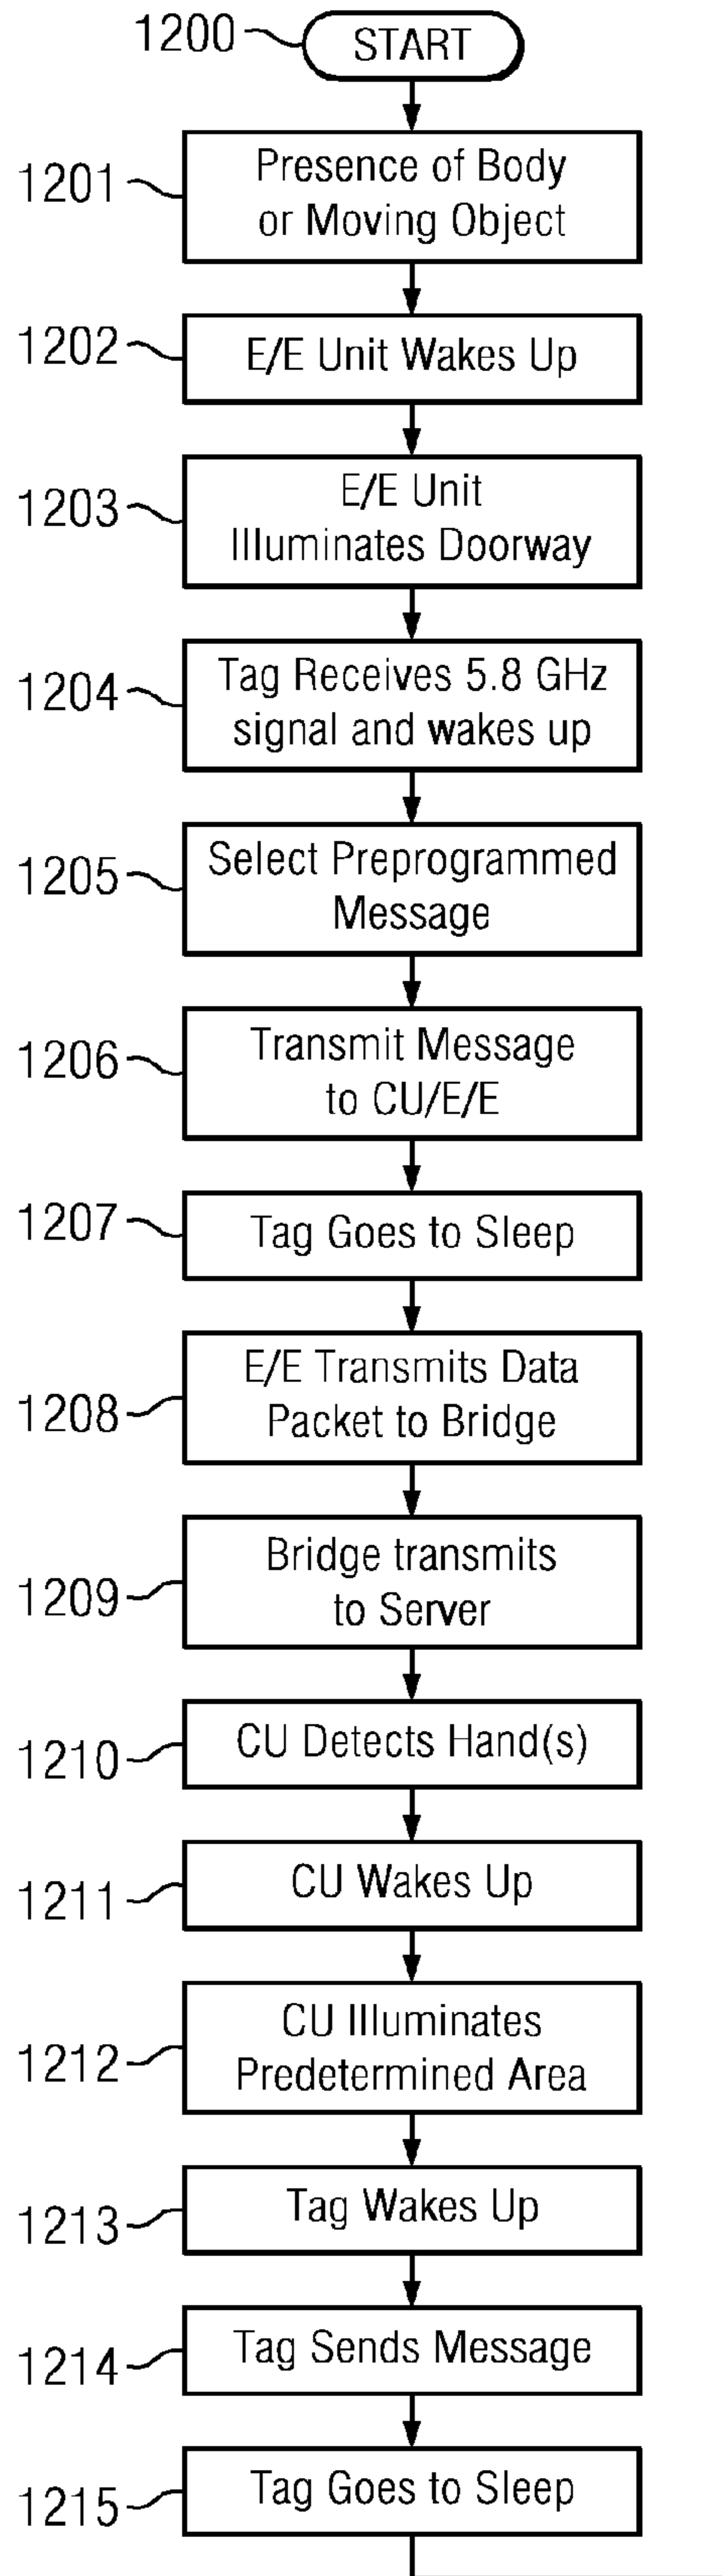 1200
START
1201
Presence of Body
or Moving Object
1202
E/E Unit Wakes Up
1203
E/E Unit
Illuminates Doorway
1204
Tag Receives 5.8 GHz
signal and wakes up
1205
Select Preprogrammed
Message
1206
Transmit Message
to CU/E/E
1207
Tag Goes to Sleep
1208
E/E Transmits Data
Packet to Bridge
1209
Bridge transmits
to Server
1210
CU Detects Hand(s)
1211
CU Wakes Up
1212
CU Illuminates
Predetermined Area
1213
Tag Wakes Up
1214
Tag Sends Message
1215
Tag Goes to Sleep